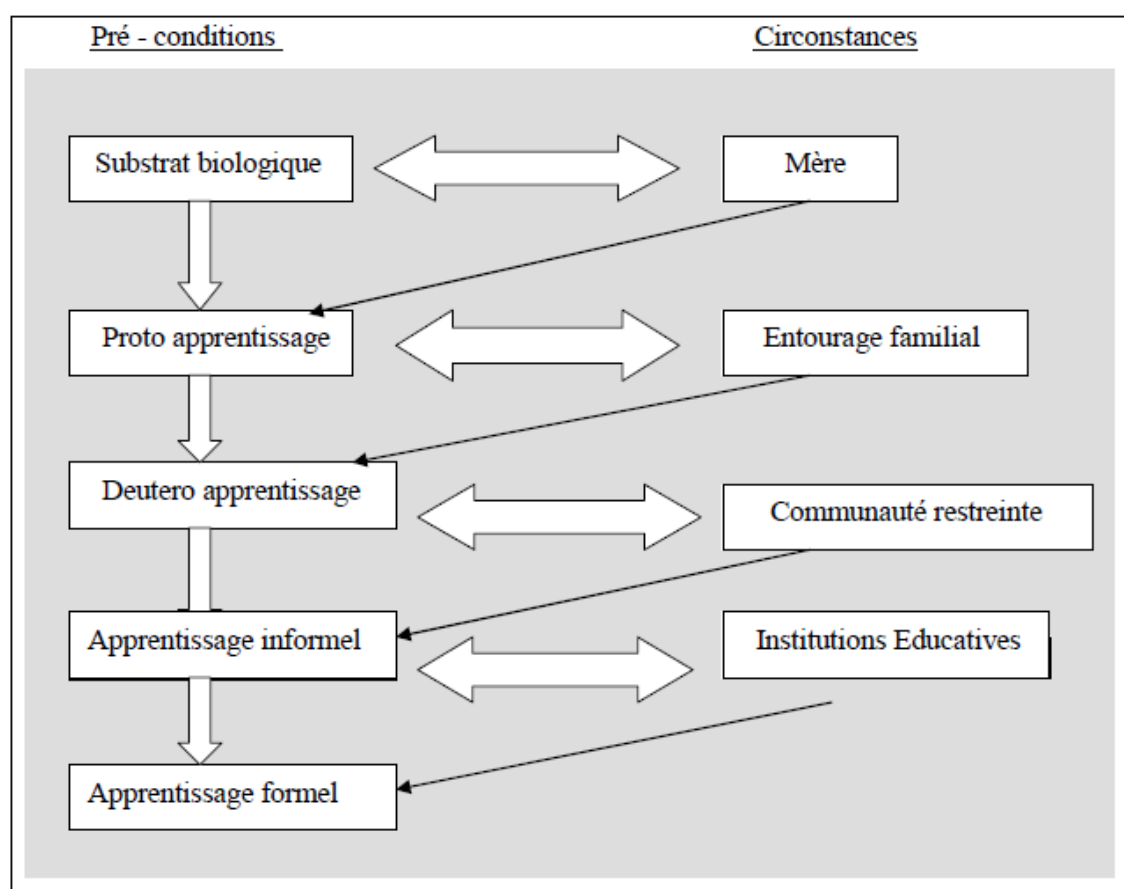 Pré - conditions
Circonstances
Substrat biologique
Mère
Proto apprentissage
Entourage familial
Deutero apprentissage
Communauté restreinte
Apprentissage informel
Institutions Educatives
Apprentissage formel